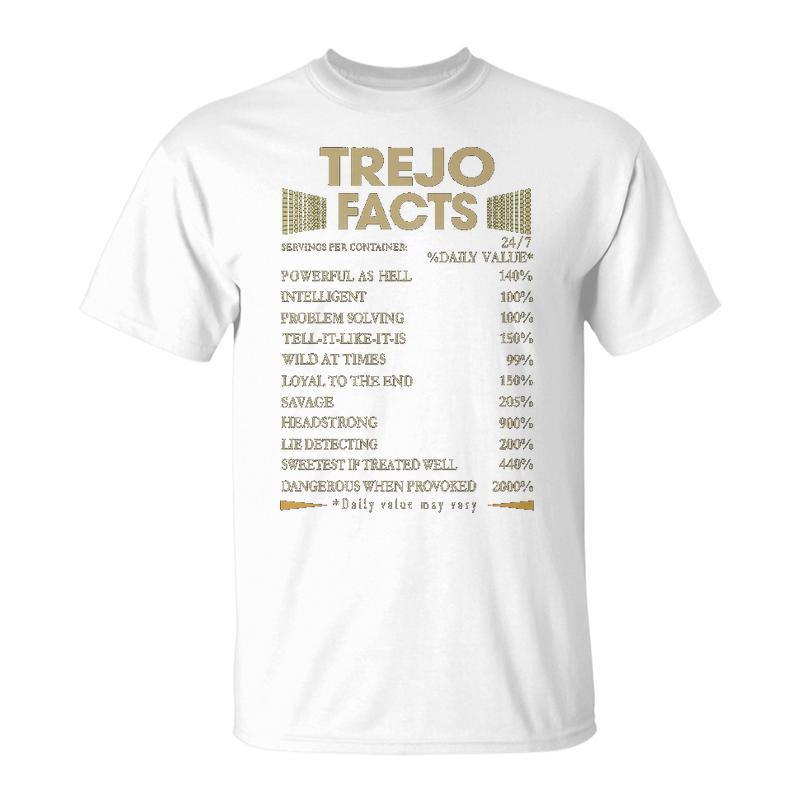 TREJO
FACTS
SERVINGS PER CONTAINER: 24/7
%DAILY VALUE*
POWERFUL AS HELL 140%
INTELLIGENT 100%
PROBLEM SOLVING 100%
TELL-IT-LIKE-IT-IS 150%
WILD AT TIMES 99%
LOYAL TO THE END 150%
SAVAGE 205%
HEADSTRONG 900%
LIE DETECTING 200%
SWEETEST IF TREATED WELL 440%
DANGEROUS WHEN PROVOKED 2000%
*Daily value may vary